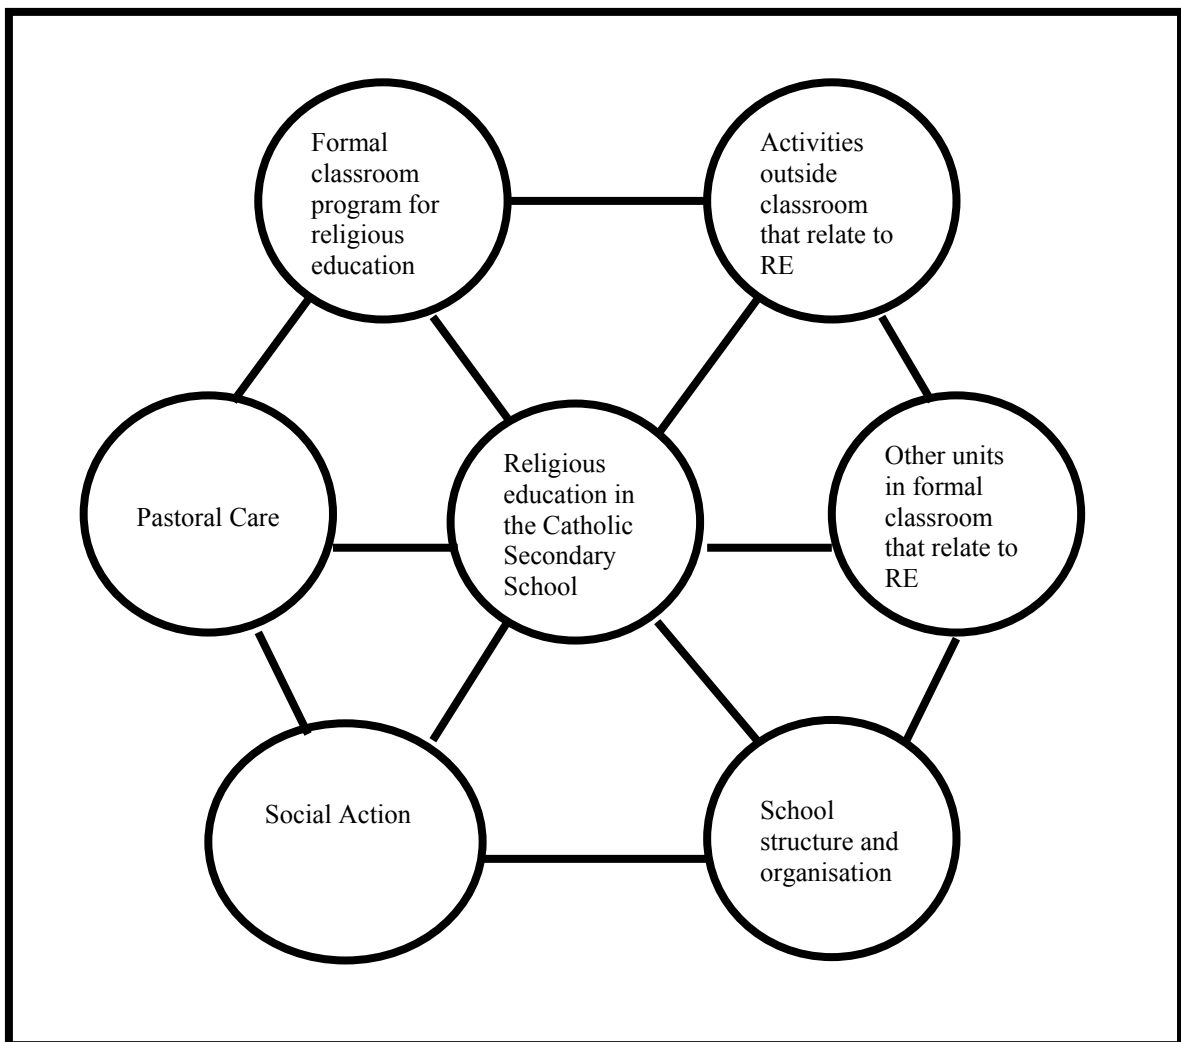 Formal
classroom
program for
religious
education
Activities
outside
classroom
that relate to
RE
Pastoral Care
Religious
education in
the Catholic
Secondary
School
Other units
in formal
classroom
that relate to
RE
Social Action
School
structure and
organisation